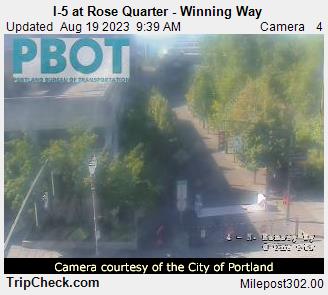 I-5 at Rose Quarter - Winning Way
Updated Aug 19 2023 9:39 AM Camera 4
PBOT
PORTLAND BUREAU OF TRANSPORTATION
4 - N.
Camera courtesy of the City of Portland
TripCheck.com Milepost302.00